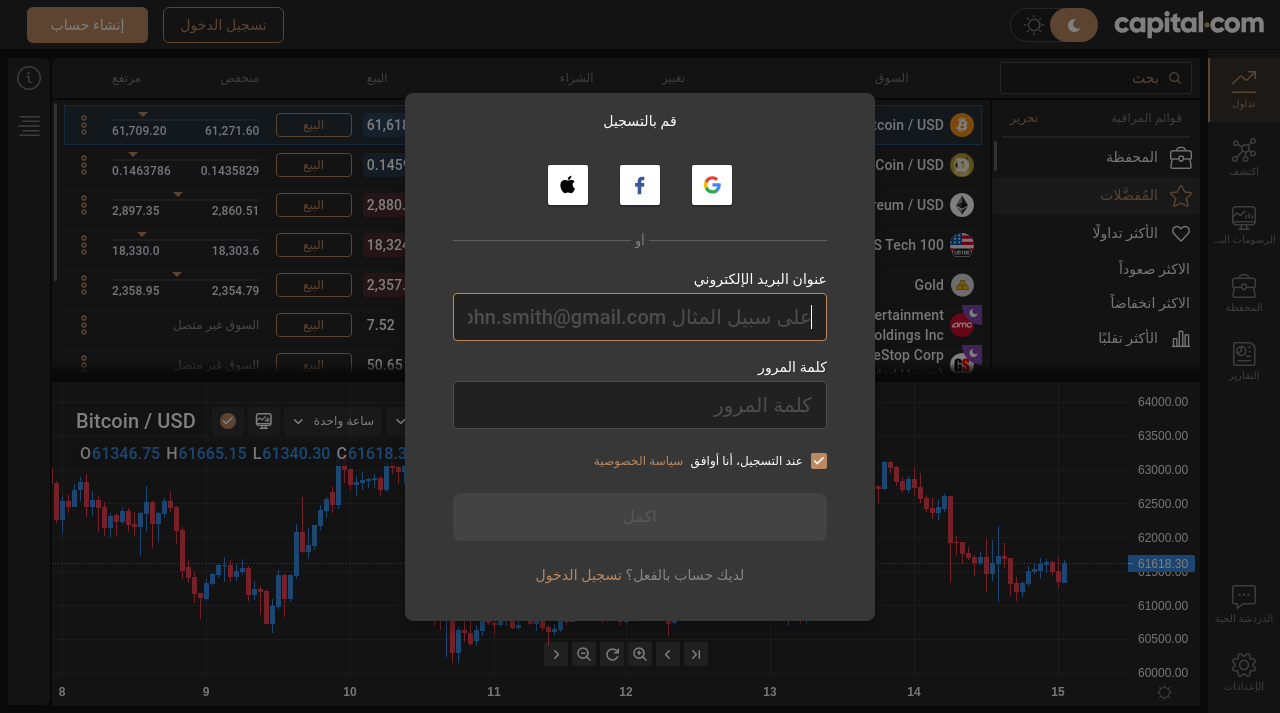 capital.com
تسجيل الدخول
إنشاء حساب
السوق
تغيير
الشراء
البيع
منخفض
مرتفع
بحث
قوائم المراقبة
تحرير
المحفظة
المُفضَّلات
الأكثر تداولًا
الاكثر صعوداً
الاكثر انخفاضاً
الأكثر تقلبًا
تداول
اكتشف
الرسومات البـ...
المحفظة
التقارير
الدردشة الحية
الإعدادات
coin / USD
61,618
البيع
61,271.60
61,709.20
Coin / USD
0.1459
البيع
0.1435829
0.1463786
reum / USD
2,880.
البيع
2,860.51
2,897.35
S Tech 100
18,324
البيع
18,303.6
18,330.0
Gold
2,357.
البيع
2,354.79
2,358.95
ertainment
oldings Inc
7.52
السوق غير متصل
eStop Corp
50.65
السوق غير متصل
قم بالتسجيل
أو
عنوان البريد الإلكتروني
على سبيل المثال ohn.smith@gmail.com
كلمة المرور
كلمة المرور
عند التسجيل، أنا أوافق سياسة الخصوصية
اكمل
لديك حساب بالفعل؟ تسجيل الدخول
Bitcoin / USD
ساعة واحدة
O61346.75 H61665.15 L61340.30 C61618.3
64000.00
63500.00
63000.00
62500.00
62000.00
61618.30
61500.00
61000.00
60500.00
60000.00
8 9 10 11 12 13 14 15